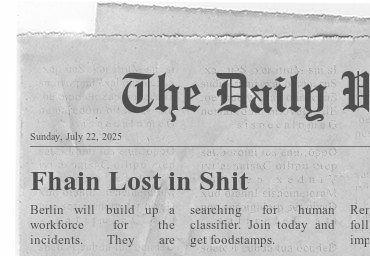 The Daily W
Sunday, July 22, 2025
Fhain Lost in Shit
Berlin will build up a
workforce for the
incidents. They are
searching for human
classifier. Join today and
get foodstamps.
Rer
foll
imp